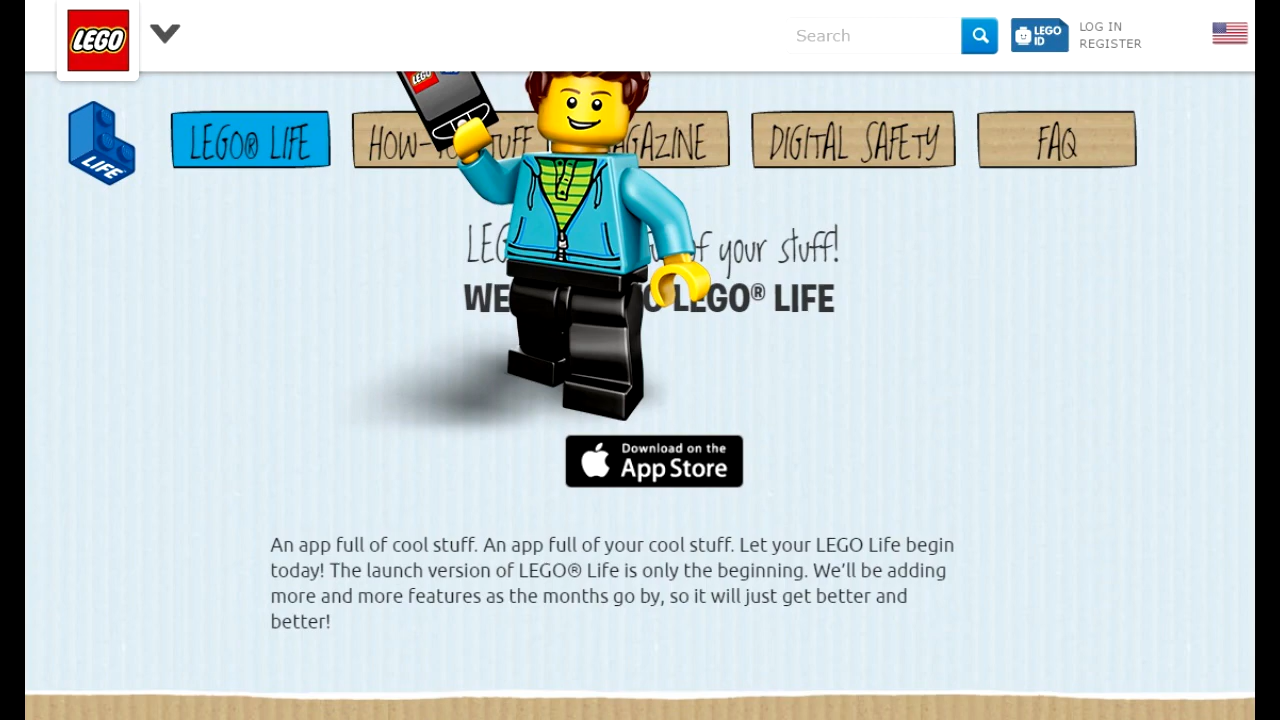 LEGO
Search
LEGO ID
LOG IN
REGISTER
LEGO
LIFE
LEGO® LIFE
HOW-
DIGITAL SAFETY
FAQ
of your stuff!
LEGO® LIFE
Download on the
App Store
An app full of cool stuff. An app full of your cool stuff. Let your LEGO Life begin
today! The launch version of LEGO® Life is only the beginning. We’ll be adding
more and more features as the months go by, so it will just get better and
better!